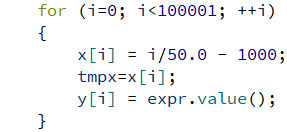 for (i=0; i<100001; ++i)
{
x[i] = i/50.0 - 1000;
tmpx=x[i];
y[i] = expr.value();
}